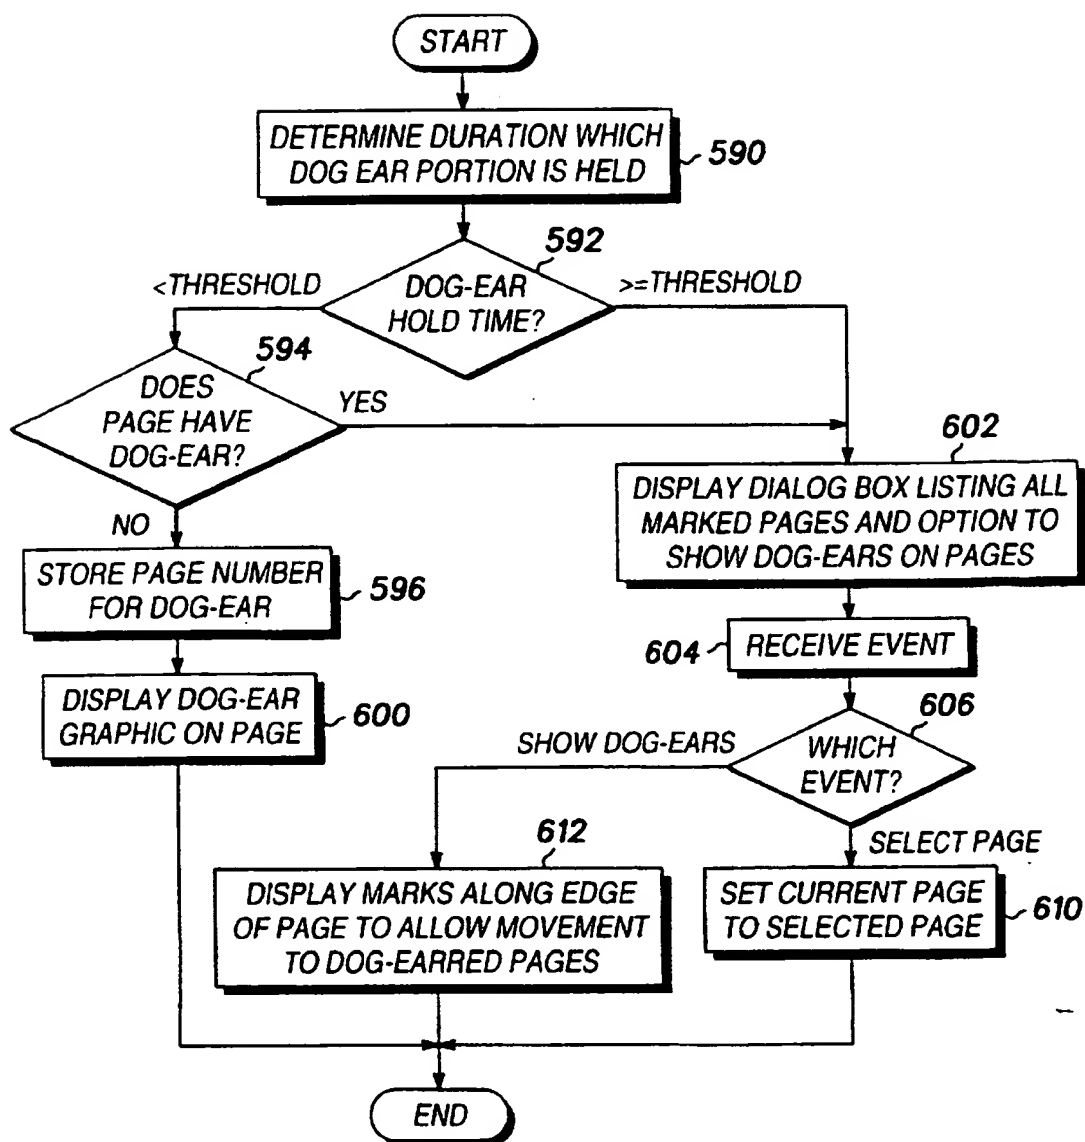 START
DETERMINE DURATION WHICH
DOG EAR PORTION IS HELD
590
592
<THRESHOLD
DOG-EAR
HOLD TIME?
>=THRESHOLD
594
DOES
PAGE HAVE
DOG-EAR?
YES
NO
602
DISPLAY DIALOG BOX LISTING ALL
MARKED PAGES AND OPTION TO
SHOW DOG-EARS ON PAGES
STORE PAGE NUMBER
FOR DOG-EAR
596
604
RECEIVE EVENT
DISPLAY DOG-EAR
GRAPHIC ON PAGE
600
606
SHOW DOG-EARS
WHICH
EVENT?
SELECT PAGE
612
DISPLAY MARKS ALONG EDGE
OF PAGE TO ALLOW MOVEMENT
TO DOG-EARRED PAGES
SET CURRENT PAGE
TO SELECTED PAGE
610
END